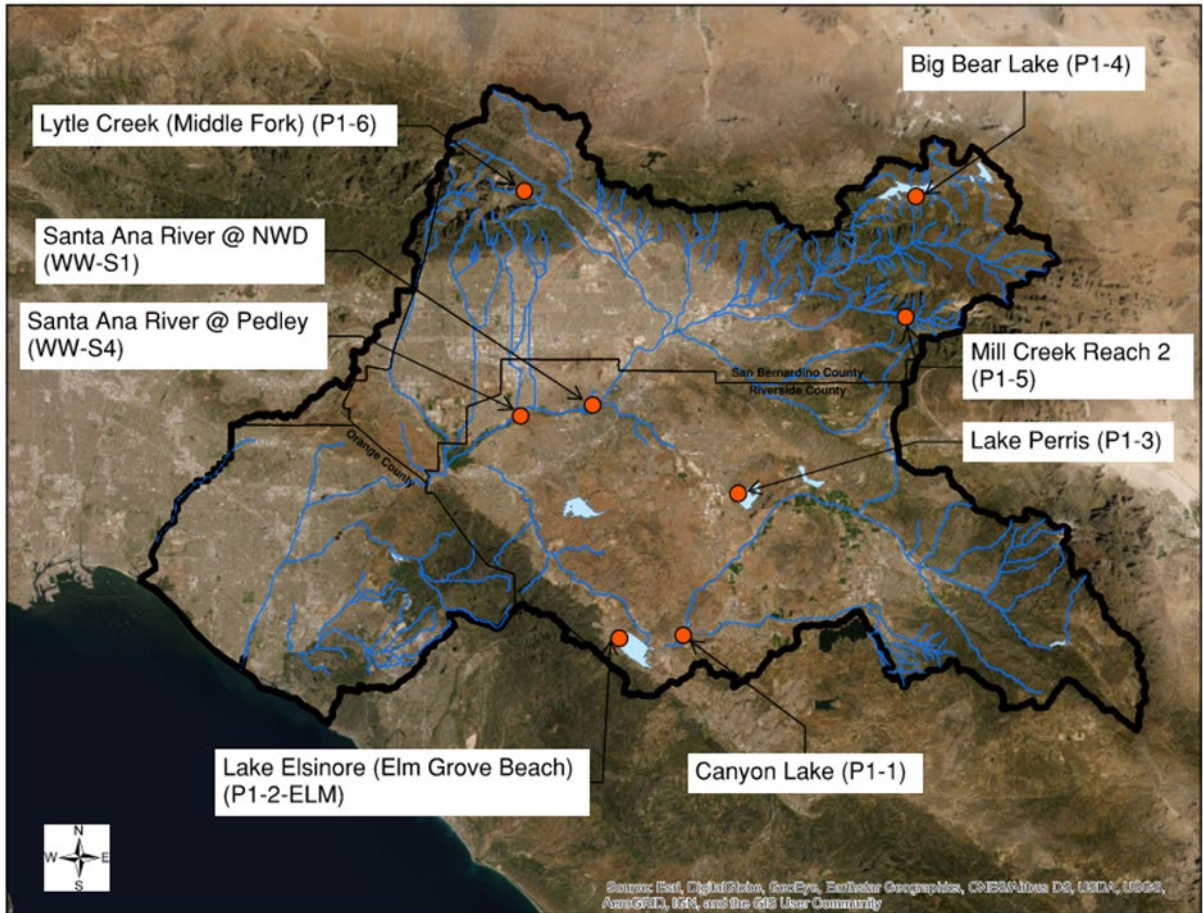 Big Bear Lake (P1-4)
Lytle Creek (Middle Fork) (P1-6)
Santa Ana River @ NWD
(WW-S1)
Santa Ana River @ Pedley
(WW-S4)
Mill Creek Reach 2
(P1-5)
San Bernardino County
Riverside County
Orange County
Lake Perris (P1-3)
Lake Elsinore (Elm Grove Beach)
(P1-2-ELM)
Canyon Lake (P1-1)
N
W E
S
Source: Esri, DigitalGlobe, GeoEye, Earthstar Geographics, CNES/Airbus DS, USDA, USGS,
AeroGRID, IGN, and the GIS User Community